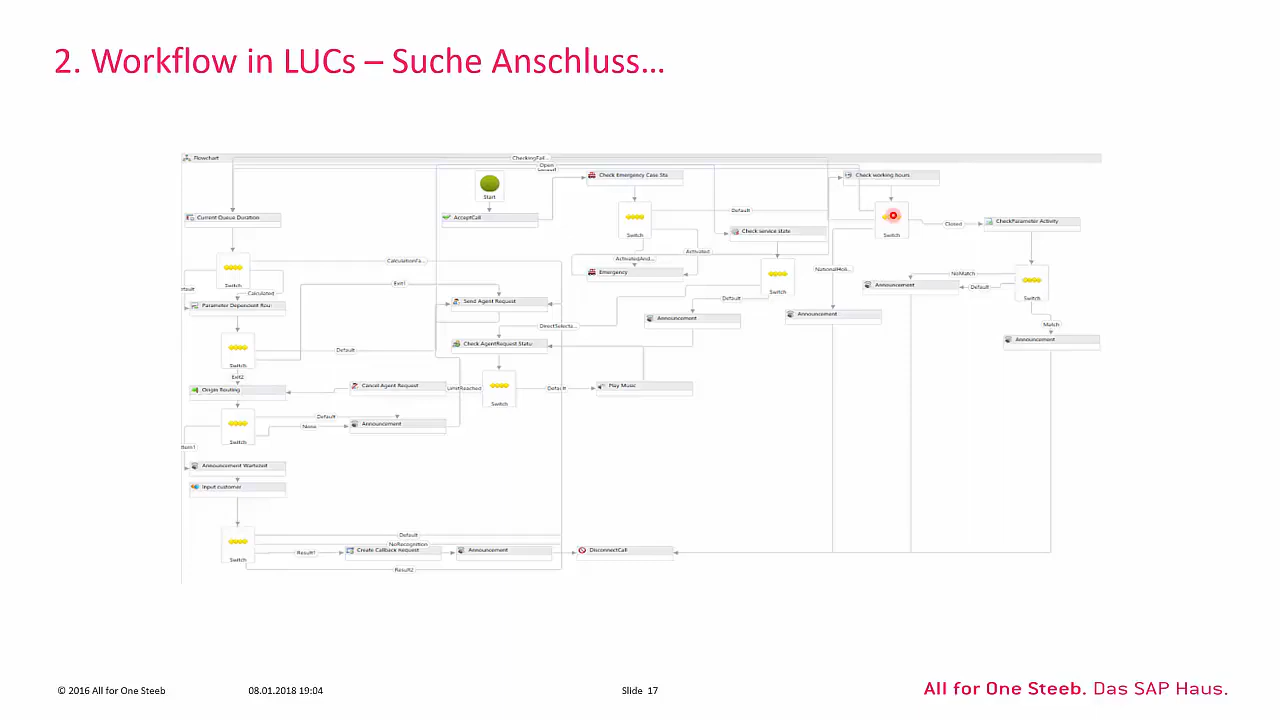 2. Workflow in LUCs – Suche Anschluss...
Flowchart
CheckingFail...
Open
Start
Check Emergency Case Sta
Check working hours
Current Queue Duration
AcceptCall
Default
Switch
Check service state
Switch
Closed
CheckParameter Activity
Activated
ActivatedAnd...
CalculationFa...
Emergency
NationalHoli...
NoMatch
Switch
Calculated
Exit1
Switch
Announcement
Default
Switch
Parameter Dependent Rou
Send Agent Request
Default
Announcement
Announcement
DirectSelecto...
Match
Default
Check AgentRequest Statu
Announcement
Switch
Exit2
Origin Routing
Cancel Agent Request
LimitReached
Default
Play Music
Switch
Default
None
Announcement
Switch
Announcement Wartefeld
Input customer
Default
NoRecognition
Result1
Create Callback Request
Announcement
DisconnectCall
Switch
Result2
© 2016 All for One Steeb
08.01.2018 19:04
Slide 17
All for One Steeb. Das SAP Haus.